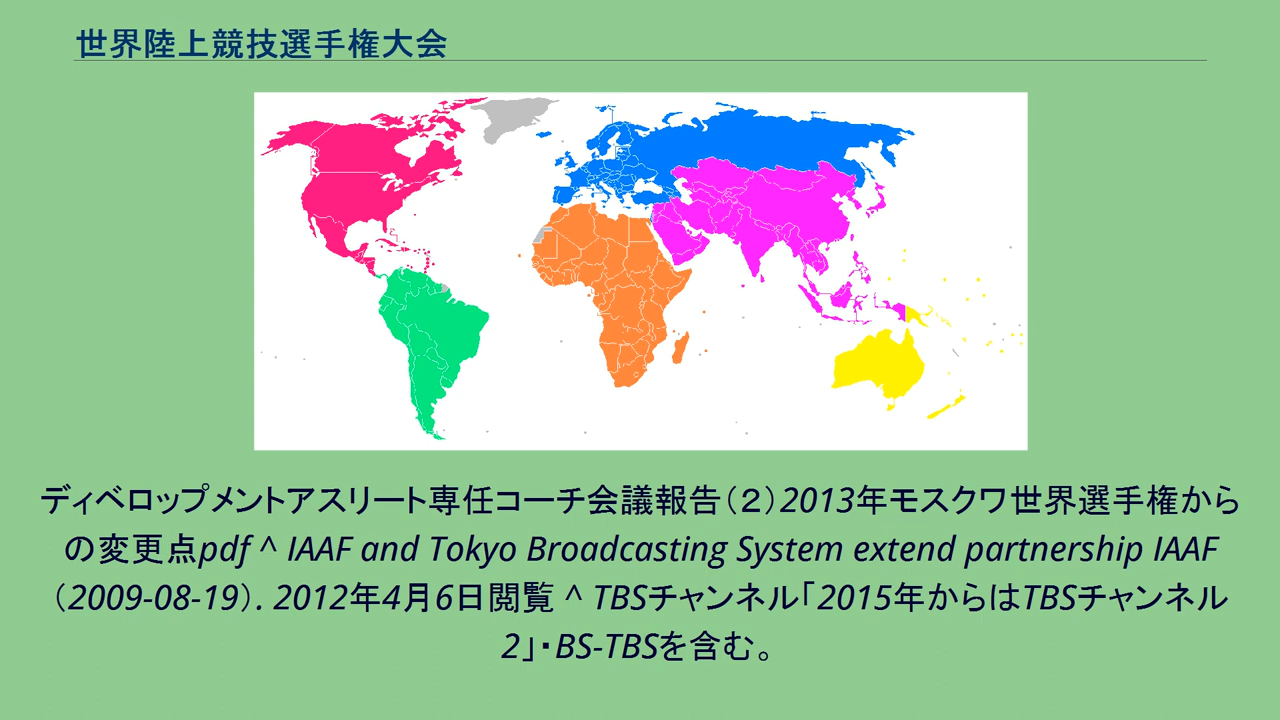 世界陸上競技選手権大会
ディベロップメントアスリート専任コーチ会議報告（２）2013年モスクワ世界選手権から
の変更点pdf ^ IAAF and Tokyo Broadcasting System extend partnership IAAF
（2009-08-19）. 2012年4月6日閲覧 ^ TBSチャンネル「2015年からはTBSチャンネル
2」・BS-TBSを含む。